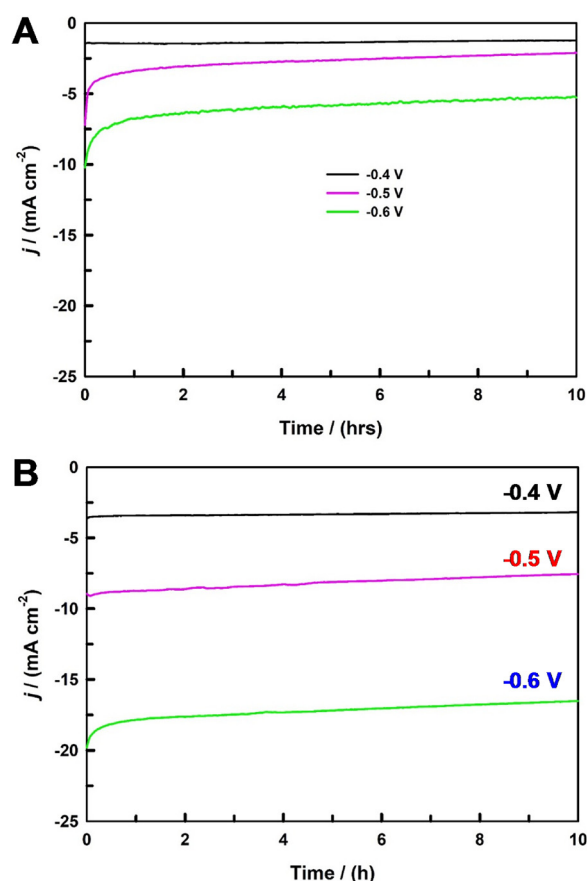 A
0
-5
-10
-15
-20
-25
j / (mA cm-2)
-0.4 V
-0.5 V
-0.6 V
0 2 4 6 8 10
Time / (hrs)
B
0
-5
-10
-15
-20
-25
j / (mA cm-2)
-0.4 V
-0.5 V
-0.6 V
0 2 4 6 8 10
Time / (h)